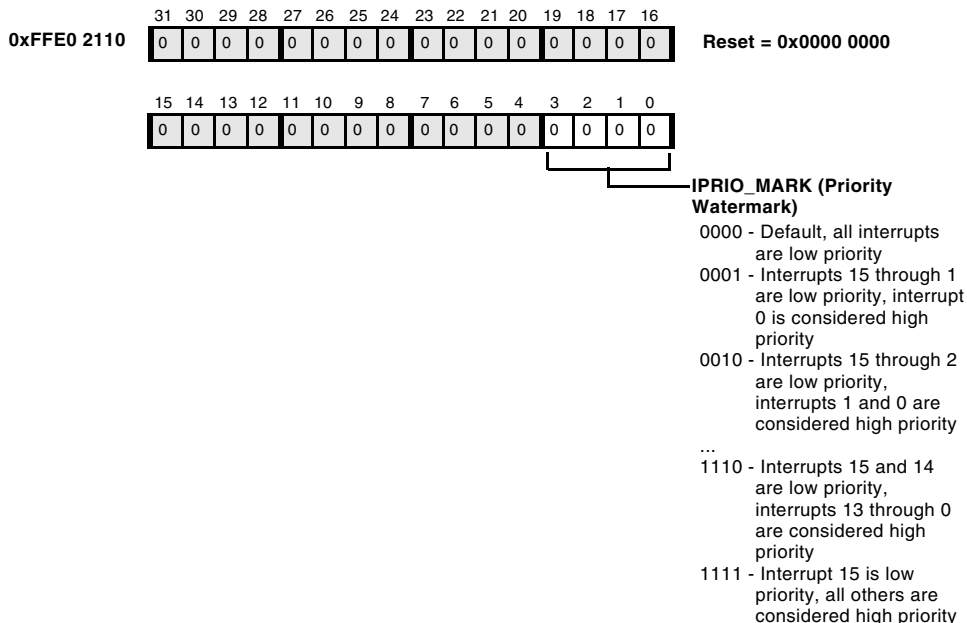 31 30 29 28 27 26 25 24 23 22 21 20 19 18 17 16
0xFFE0 2110 0 0 0 0 0 0 0 0 0 0 0 0 0 0 0 0 Reset = 0x0000 0000
15 14 13 12 11 10 9 8 7 6 5 4 3 2 1 0
0 0 0 0 0 0 0 0 0 0 0 0 0 0 0 0
IPRIO_MARK (Priority
Watermark)
0000 - Default, all interrupts
are low priority
0001 - Interrupts 15 through 1
are low priority, interrupt
0 is considered high
priority
0010 - Interrupts 15 through 2
are low priority,
interrupts 1 and 0 are
considered high priority
...
1110 - Interrupts 15 and 14
are low priority,
interrupts 13 through 0
are considered high
priority
1111 - Interrupt 15 is low
priority, all others are
considered high priority